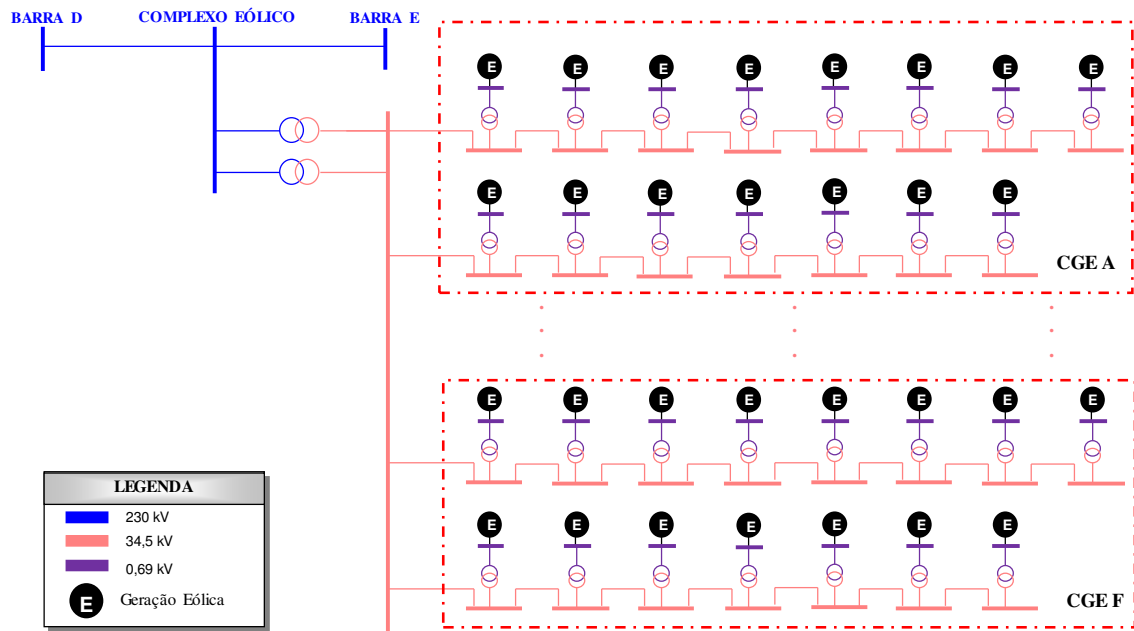 BARRA D
COMPLEXO EÓLICO
BARRA E
E E E E E E E E
E E E E E E E
CGE A
E E E E E E E E
E E E E E E E
CGE F
LEGENDA
230 kV
34,5 kV
0,69 kV
E Geração Eólica